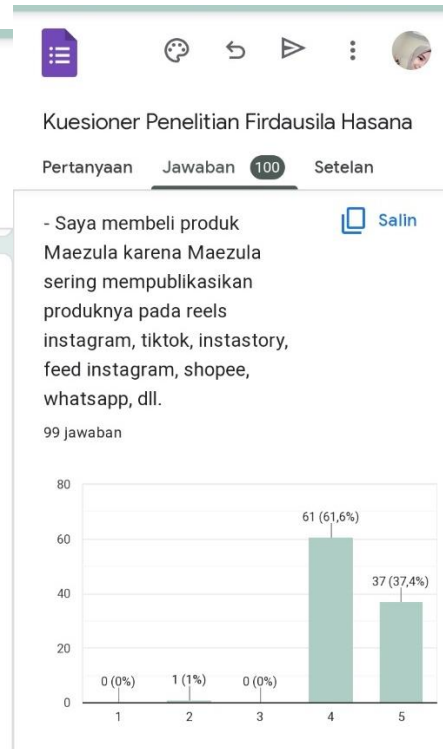 Kuesioner Penelitian Firdausila Hasana
Pertanyaan Jawaban 100 Setelan
- Saya membeli produk
Maezula karena Maezula
sering mempublikasikan
produknya pada reels
instagram, tiktok, instastory,
feed instagram, shopee,
whatsapp, dll.
Salin
99 jawaban
80
60
40
20
0
0 (0%) 1 (1%) 0 (0%) 61 (61,6%) 37 (37,4%)
1 2 3 4 5